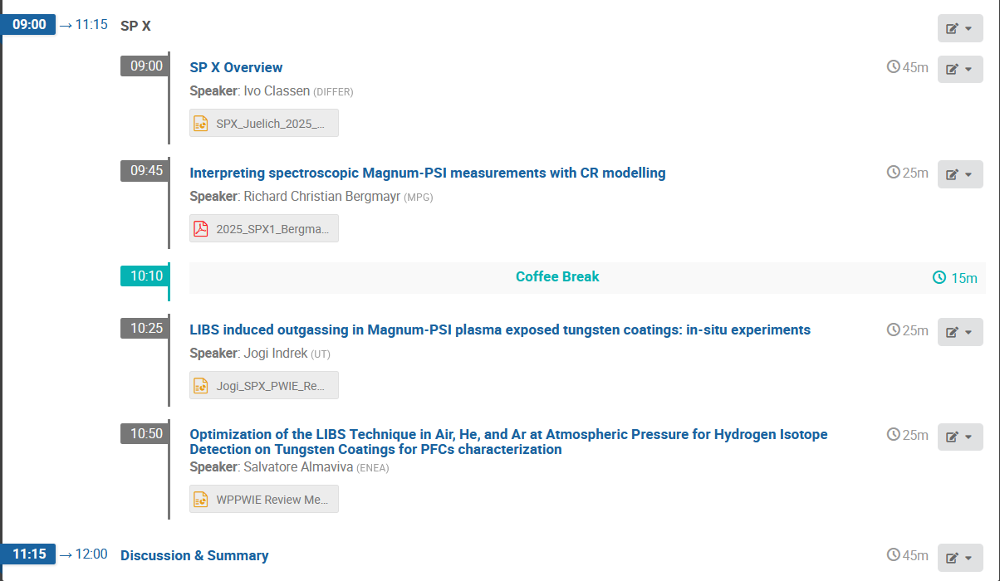 09:00 → 11:15 SP X
09:00 SP X Overview 45m
Speaker: Ivo Classen (DIFFER)
SPX_Juelich_2025_...
09:45 Interpreting spectroscopic Magnum-PSI measurements with CR modelling 25m
Speaker: Richard Christian Bergmayr (MPG)
2025_SPX1_Bergma...
10:10 Coffee Break 15m
10:25 LIBS induced outgassing in Magnum-PSI plasma exposed tungsten coatings: in-situ experiments 25m
Speaker: Jogi Indrek (UT)
Jogi_SPX_PWIE_Re...
10:50 Optimization of the LIBS Technique in Air, He, and Ar at Atmospheric Pressure for Hydrogen Isotope 25m
Detection on Tungsten Coatings for PFCs characterization
Speaker: Salvatore Almaviva (ENEA)
WPPWIE Review Me...
11:15 → 12:00 Discussion & Summary 45m